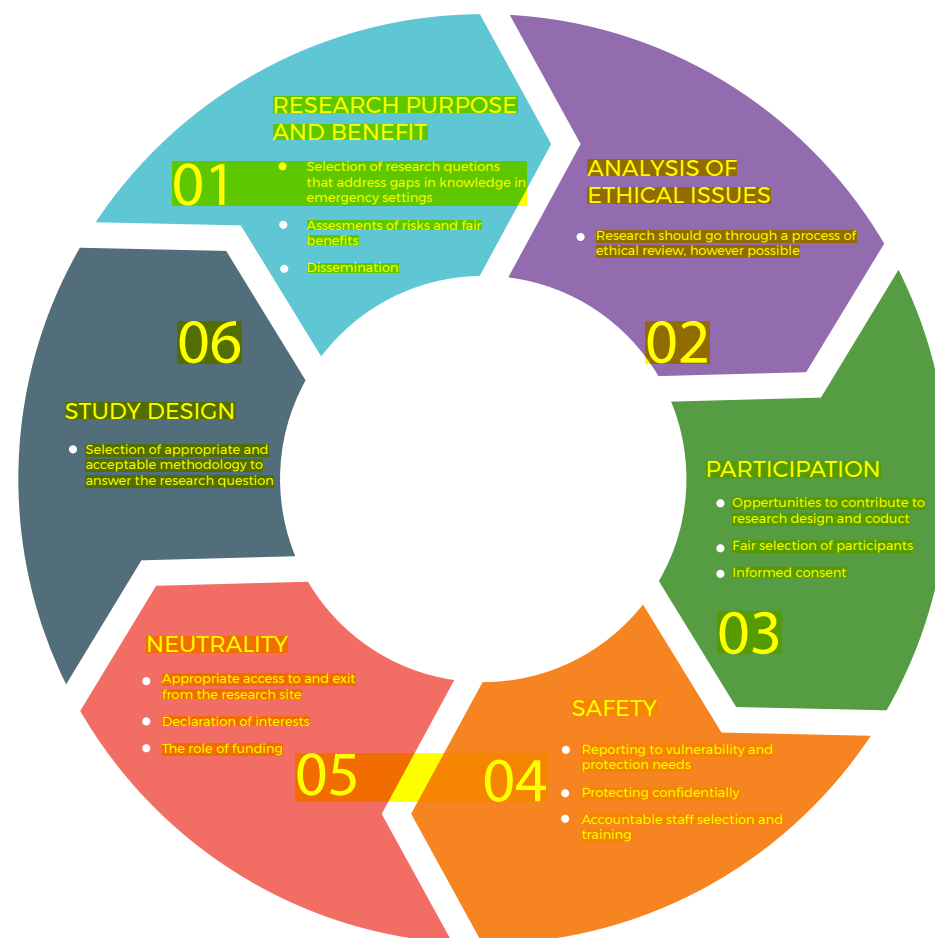 RESEARCH PURPOSE
AND BENEFIT
01
Selection of research quetions
that address gaps in knowledge in
emergency settings
Assesments of risks and fair
benefits
Dissemination
ANALYSIS OF
ETHICAL ISSUES
Research should go through a process of
ethical review, however possible
02
PARTICIPATION
Oppertunities to contribute to
research design and coduct
Fair selection of participants
Informed consent
03
SAFETY
Reporting to vulnerability and
protection needs
Protecting confidentially
Accountable staff selection and
training
04
NEUTRALITY
Appropriate access to and exit
from the research site
Declaration of interests
The role of funding
05
06
STUDY DESIGN
Selection of appropriate and
acceptable methodology to
answer the research question